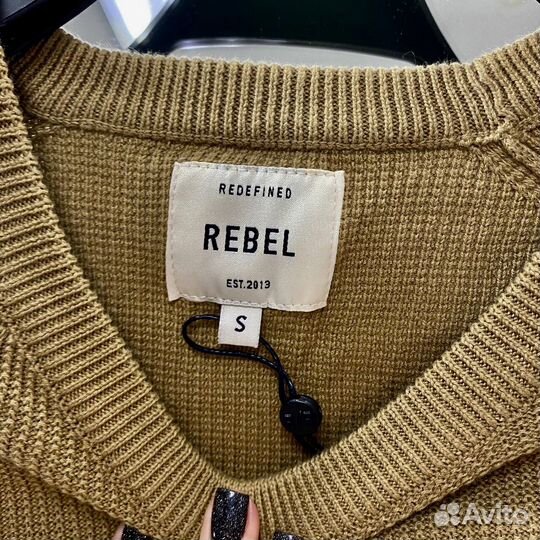 REDEFINED
REBEL
EST.2013
S
Avito